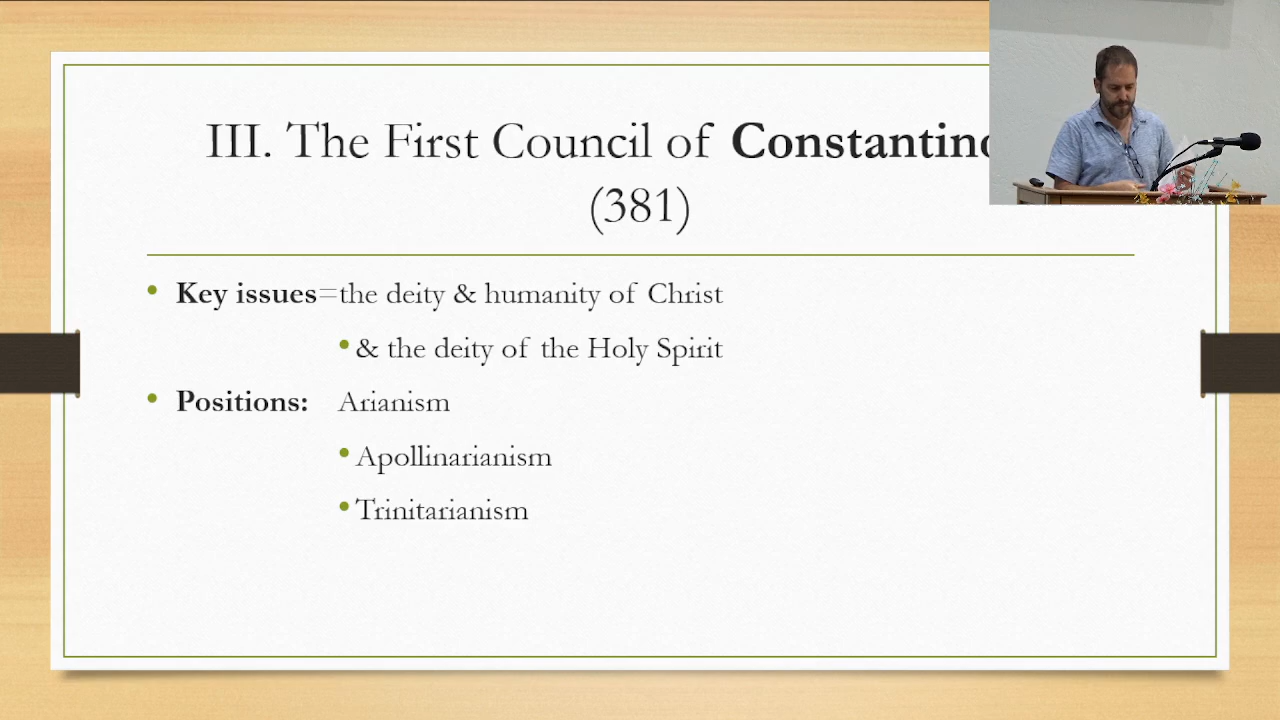 III. The First Council of Constantino
(381)
Key issues=the deity & humanity of Christ
& the deity of the Holy Spirit
Positions: Arianism
Apollinarianism
Trinitarianism